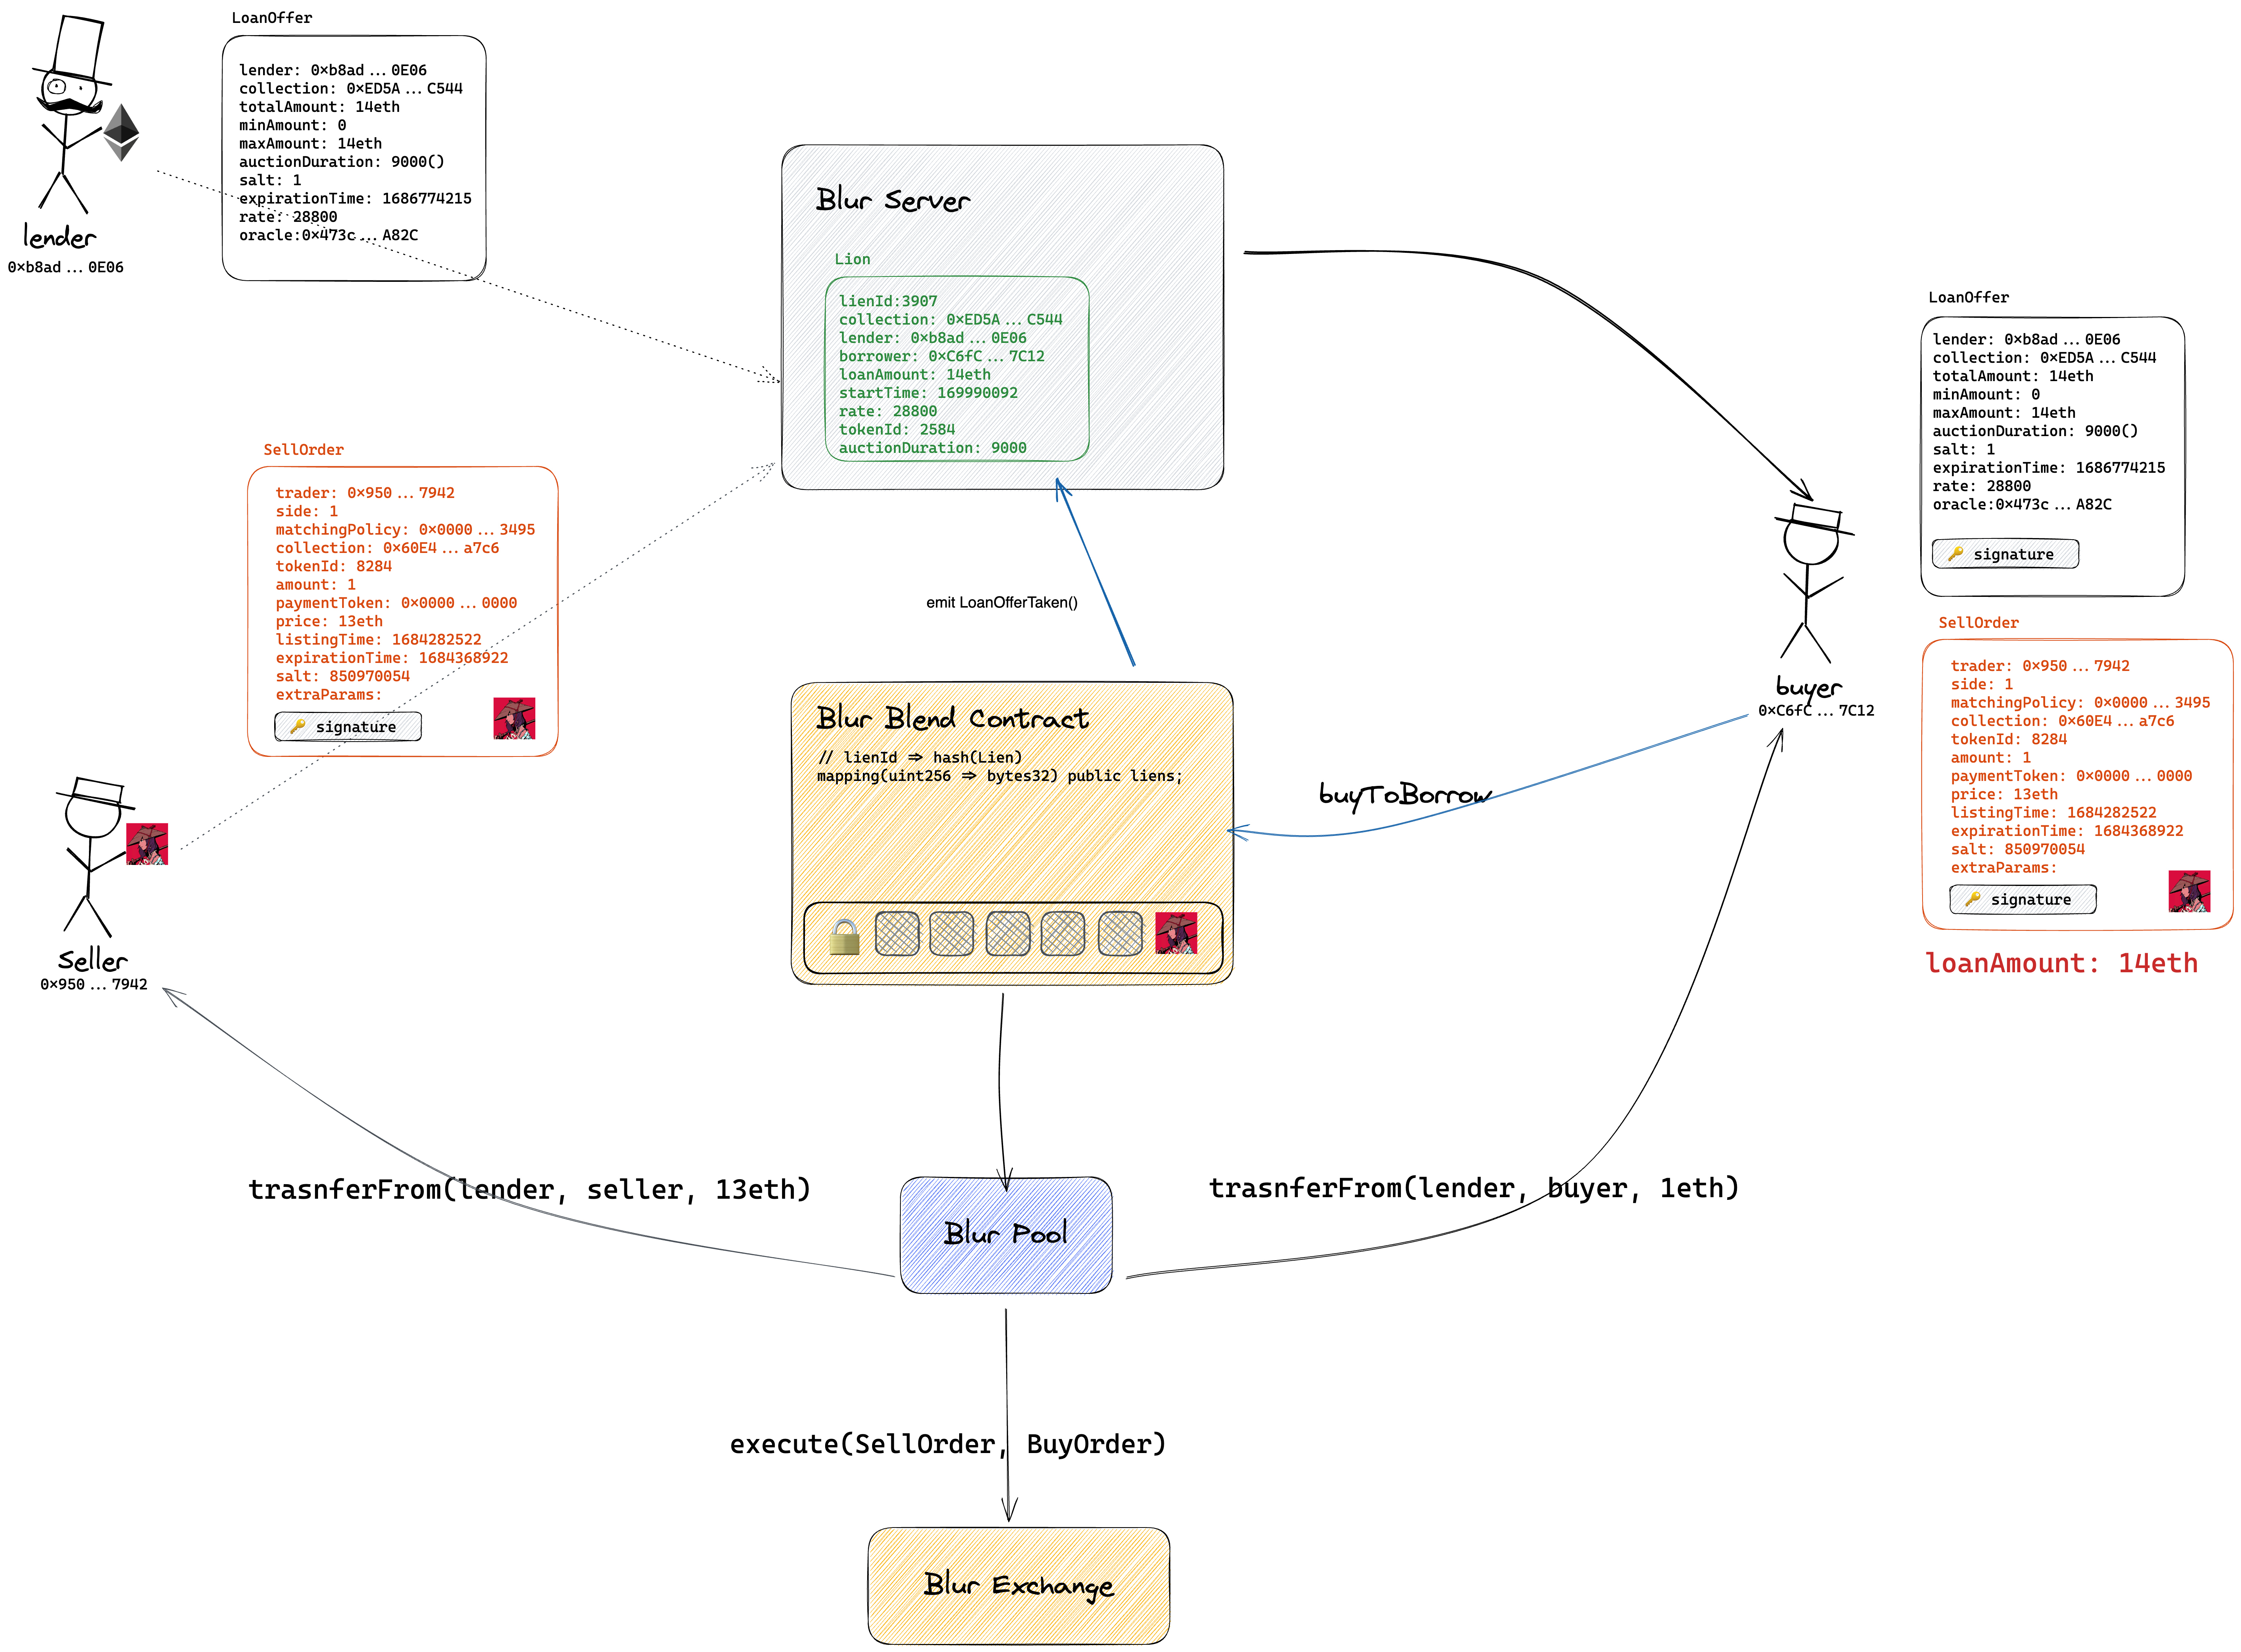 LoanOffer
lender: 0×b8ad...0E06
collection: 0×ED5A...C544
totalAmount: 14eth
minAmount: 0
maxAmount: 14eth
auctionDuration: 9000()
salt: 1
expirationTime: 1686774215
rate: 28800
oracle:0×473c...A82C
lender
0×b8ad...0E06
Blur Server
Lion
lienId:3907
collection: 0×ED5A...C544
lender: 0×b8ad...0E06
borrower: 0×C6fC...7C12
loanAmount: 14eth
startTime: 169990092
rate: 28800
tokenId: 2584
auctionDuration: 9000
LoanOffer
lender: 0×b8ad...0E06
collection: 0×ED5A...C544
totalAmount: 14eth
minAmount: 0
maxAmount: 14eth
auctionDuration: 9000()
salt: 1
expirationTime: 1686774215
rate: 28800
oracle:0×473c...A82C
signature
SellOrder
trader: 0×950...7942
side: 1
matchingPolicy: 0×0000...3495
collection: 0×60E4...a7c6
tokenId: 8284
amount: 1
paymentToken: 0×0000...0000
price: 13eth
listingTime: 1684282522
expirationTime: 1684368922
salt: 850970054
extraParams:
signature
emit LoanOfferTaken()
SellOrder
trader: 0×950...7942
side: 1
matchingPolicy: 0×0000...3495
collection: 0×60E4...a7c6
tokenId: 8284
amount: 1
paymentToken: 0×0000...0000
price: 13eth
listingTime: 1684282522
expirationTime: 1684368922
salt: 850970054
extraParams:
signature
loanAmount: 14eth
buyer
0×C6fC...7C12
Blur Blend Contract
// lienId ⇒ hash(Lien)
mapping(uint256 ⇒ bytes32) public liens;
buyToBorrow
Seller
0×950...7942
trasnferFrom(lender, seller, 13eth)
trasnferFrom(lender, buyer, 1eth)
Blur Pool
execute(SellOrder, BuyOrder)
Blur Exchange